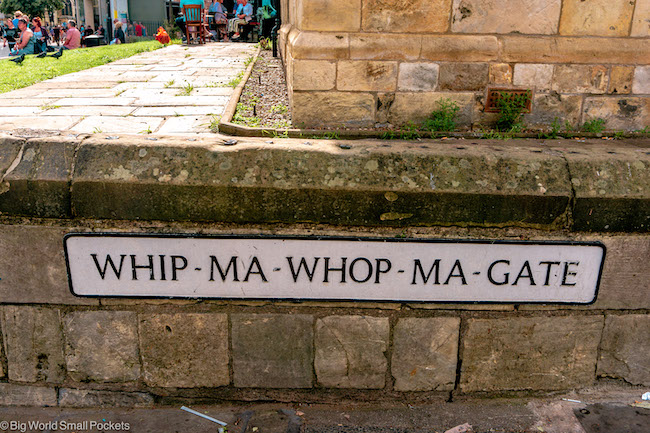 WHIP-MA-WHOP-MA-GATE
©Big World Small Pockets